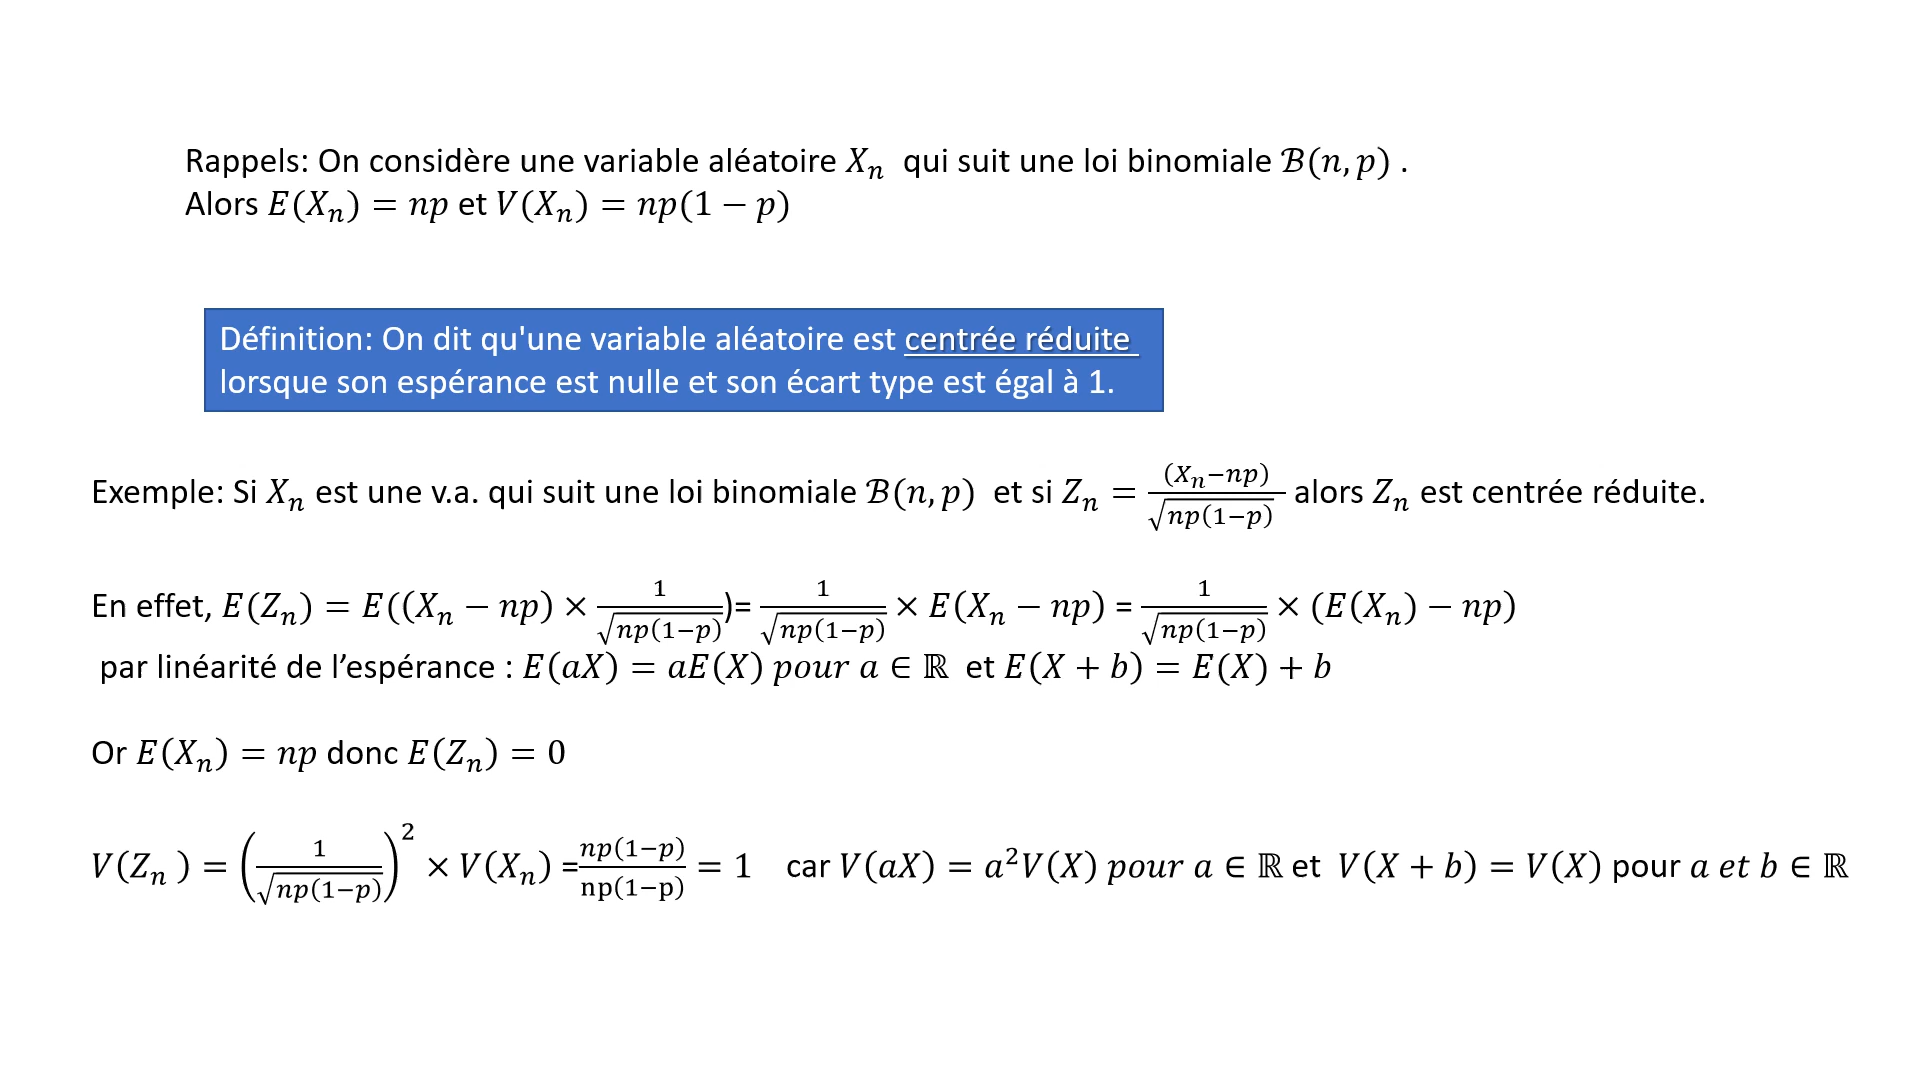 Rappels: On considère une variable aléatoire Xₙ qui suit une loi binomiale ℬ(n, p) .
Alors E(Xₙ) = np et V(Xₙ) = np(1 − p)
Définition: On dit qu'une variable aléatoire est centrée réduite
lorsque son espérance est nulle et son écart type est égal à 1.
Exemple: Si Xₙ est une v.a. qui suit une loi binomiale ℬ(n, p) et si Zₙ = (Xₙ−np)/√(np(1−p)) alors Zₙ est centrée réduite.
En effet, E(Zₙ) = E((Xₙ − np) × 1/√(np(1−p)))= 1/√(np(1−p)) × E(Xₙ − np) = 1/√(np(1−p)) × (E(Xₙ) − np)
par linéarité de l’espérance : E(aX) = aE(X) pour a ∈ ℝ et E(X + b) = E(X) + b
Or E(Xₙ) = np donc E(Zₙ) = 0
V(Zₙ ) = (1/√(np(1−p)))² × V(Xₙ) = np(1−p)/np(1−p) = 1 car V(aX) = a²V(X) pour a ∈ ℝ et V(X + b) = V(X) pour a et b ∈ ℝ